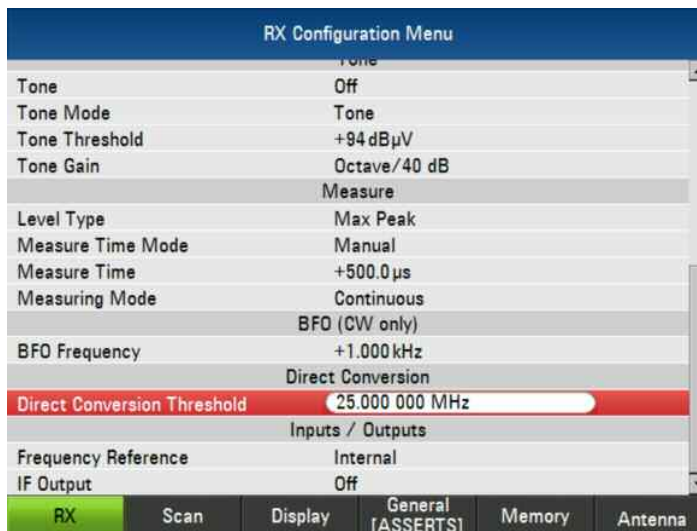 RX Configuration Menu
Tone
Tone Off
Tone Mode Tone
Tone Threshold +94 dBµV
Tone Gain Octave/40 dB
Measure
Level Type Max Peak
Measure Time Mode Manual
Measure Time +500.0 µs
Measuring Mode Continuous
BFO (CW only)
BFO Frequency +1.000 kHz
Direct Conversion
Direct Conversion Threshold 25.000 000 MHz
Inputs / Outputs
Frequency Reference Internal
IF Output Off
RX Scan Display General [ASSERTS] Memory Antenna